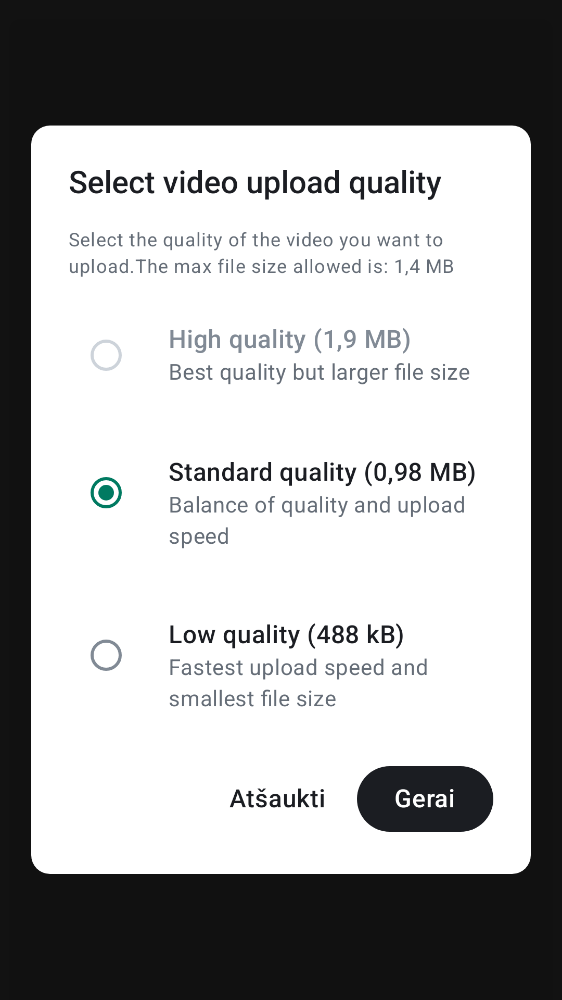 Select video upload quality
Select the quality of the video you want to
upload.The max file size allowed is: 1,4 MB
High quality (1,9 MB)
Best quality but larger file size
Standard quality (0,98 MB)
Balance of quality and upload
speed
Low quality (488 kB)
Fastest upload speed and
smallest file size
Atšaukti
Gerai